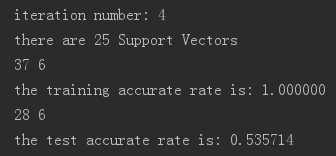 iteration number: 4
there are 25 Support Vectors
37 6
the training accurate rate is: 1.000000
28 6
the test accurate rate is: 0.535714